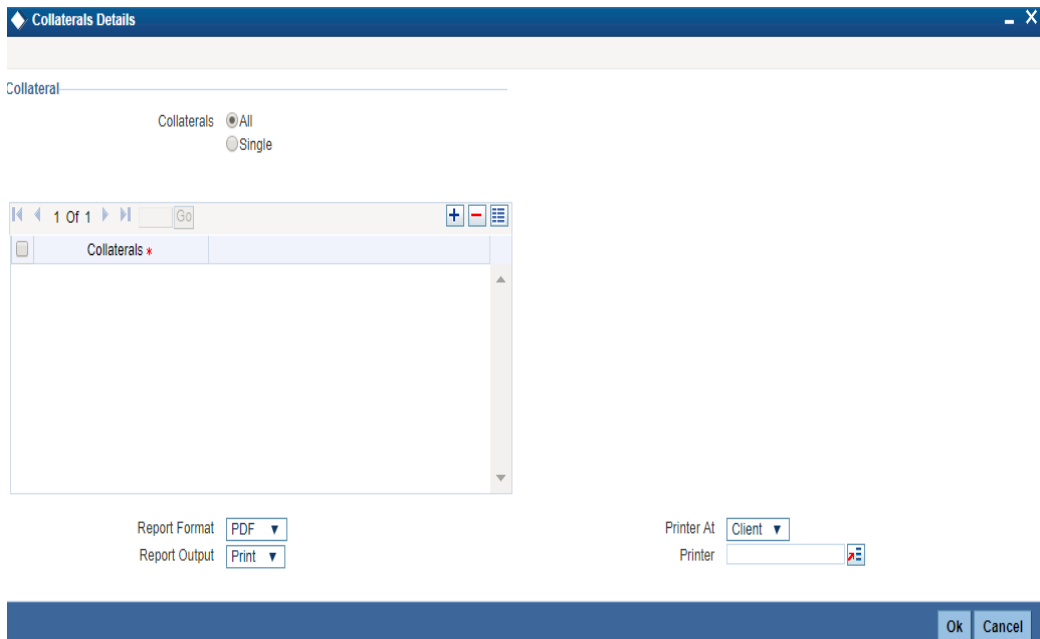 Collaterals Details
Collateral
Collaterals All
Single
1 Of 1 Go
Collaterals *
Report Format PDF Printer At Client
Report Output Print Printer
Ok Cancel